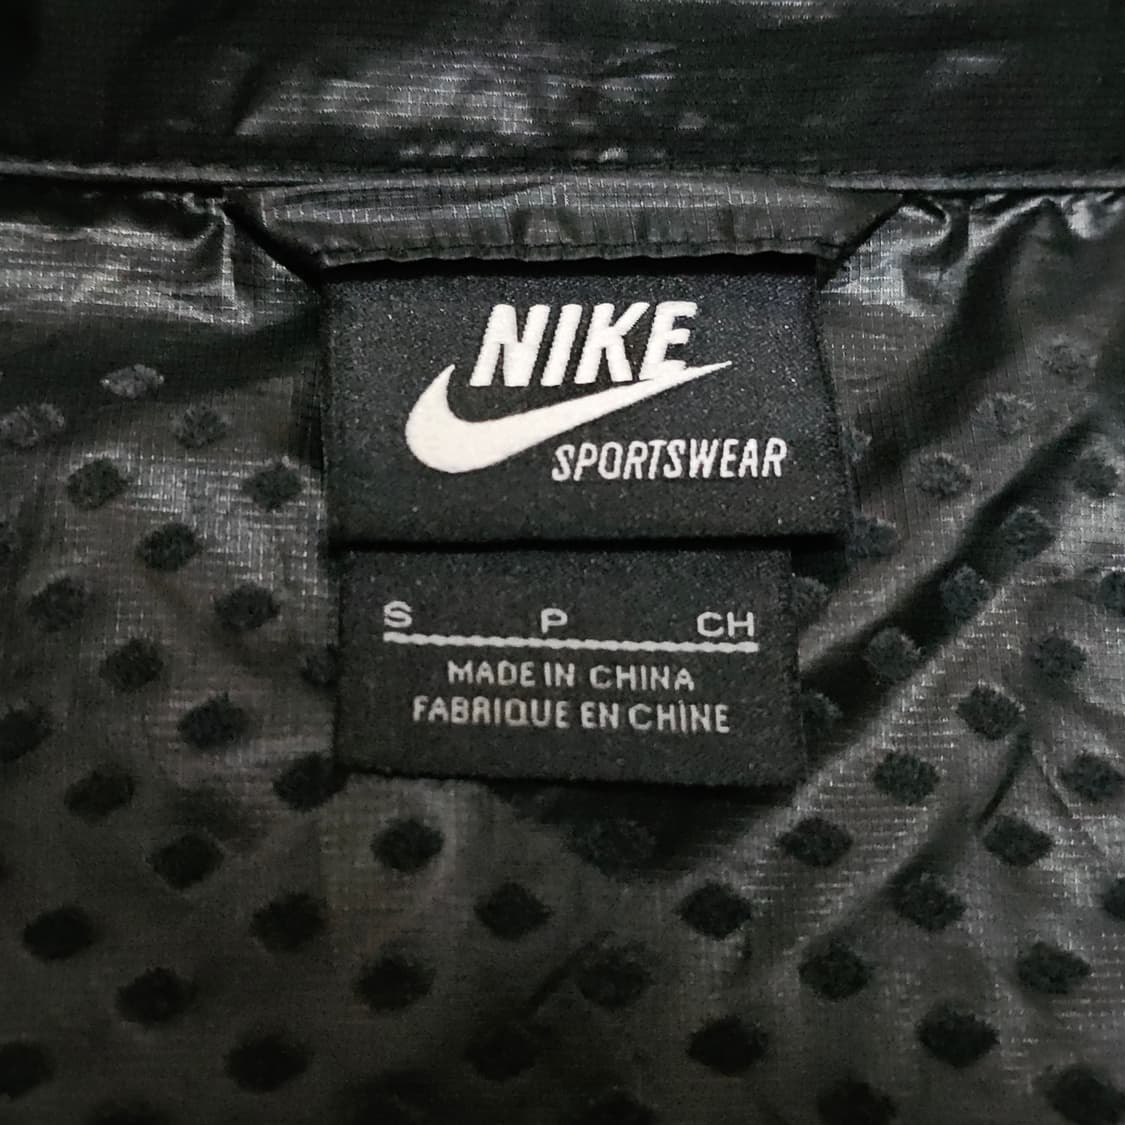 NIKE
SPORTSWEAR
S P CH
MADE IN CHINA
FABRIQUE EN CHINE